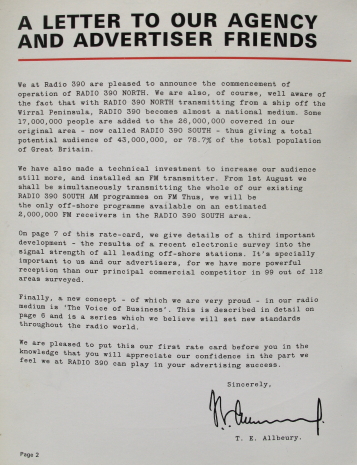 A LETTER TO OUR AGENCY
AND ADVERTISER FRIENDS
We at Radio 390 are pleased to announce the commencement of
operation of RADIO 390 NORTH. We are also, of course, well aware of
the fact that with RADIO 390 NORTH transmitting from a ship off the
Wirral Peninsula, RADIO 390 becomes almost a national medium. Some
17,000,000 people are added to the 26,000,000 covered in our
original area - now called RADIO 390 SOUTH - thus giving a total
potential audience of 43,000,000, or 78.7% of the total population
of Great Britain.
We have also made a technical investment to increase our audience
still more, and installed an FM transmitter. From 1st August we
shall be simultaneously transmitting the whole of our existing
RADIO 390 SOUTH AM programmes on FM Thus, we will be
the only off-shore programme available on an estimated
2,000,000 FM receivers in the RADIO 390 SOUTH area.
On page 7 of this rate-card, we give details of a third important
development - the results of a recent electronic survey into the
signal strength of all leading off-shore stations. It's specially
important to us and our advertisers, for we have more powerful
reception than our principal commercial competitor in 99 out of 112
areas surveyed.
Finally, a new concept - of which we are very proud - in our radio
medium is 'The Voice of Business'. This is described in detail on
page 6 and is a series which we believe will set new standards
throughout the radio world.
We are pleased to put this our first rate card before you in the
knowledge that you will appreciate our confidence in the part we
feel we at RADIO 390 can play in your advertising success.
Sincerely,
T. E. Allbeury.
Page 2